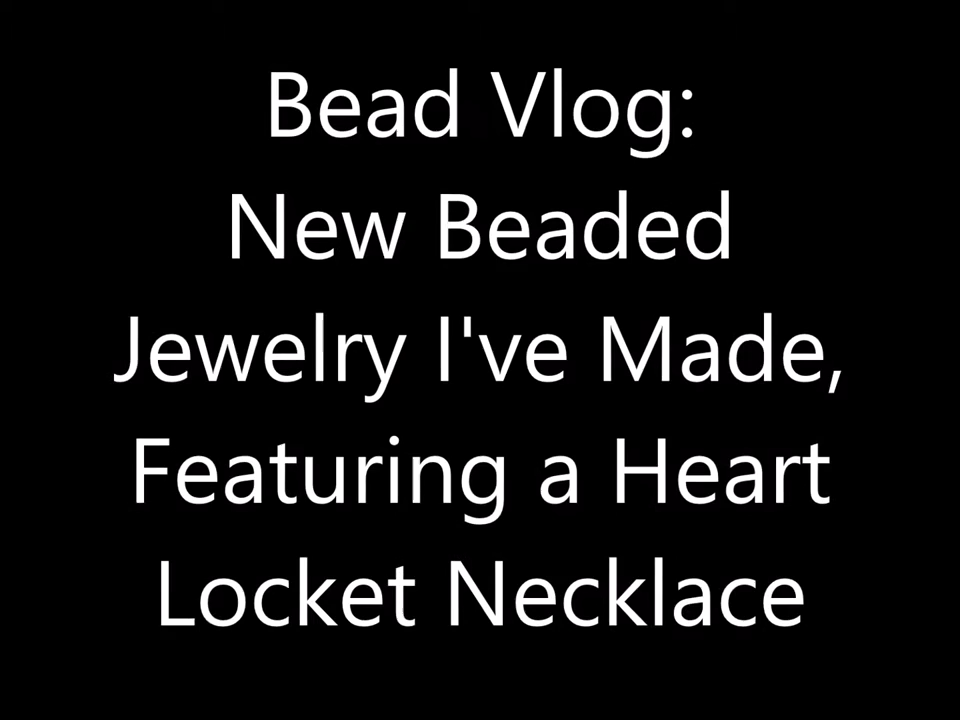 Bead Vlog:
New Beaded
Jewelry I've Made,
Featuring a Heart
Locket Necklace